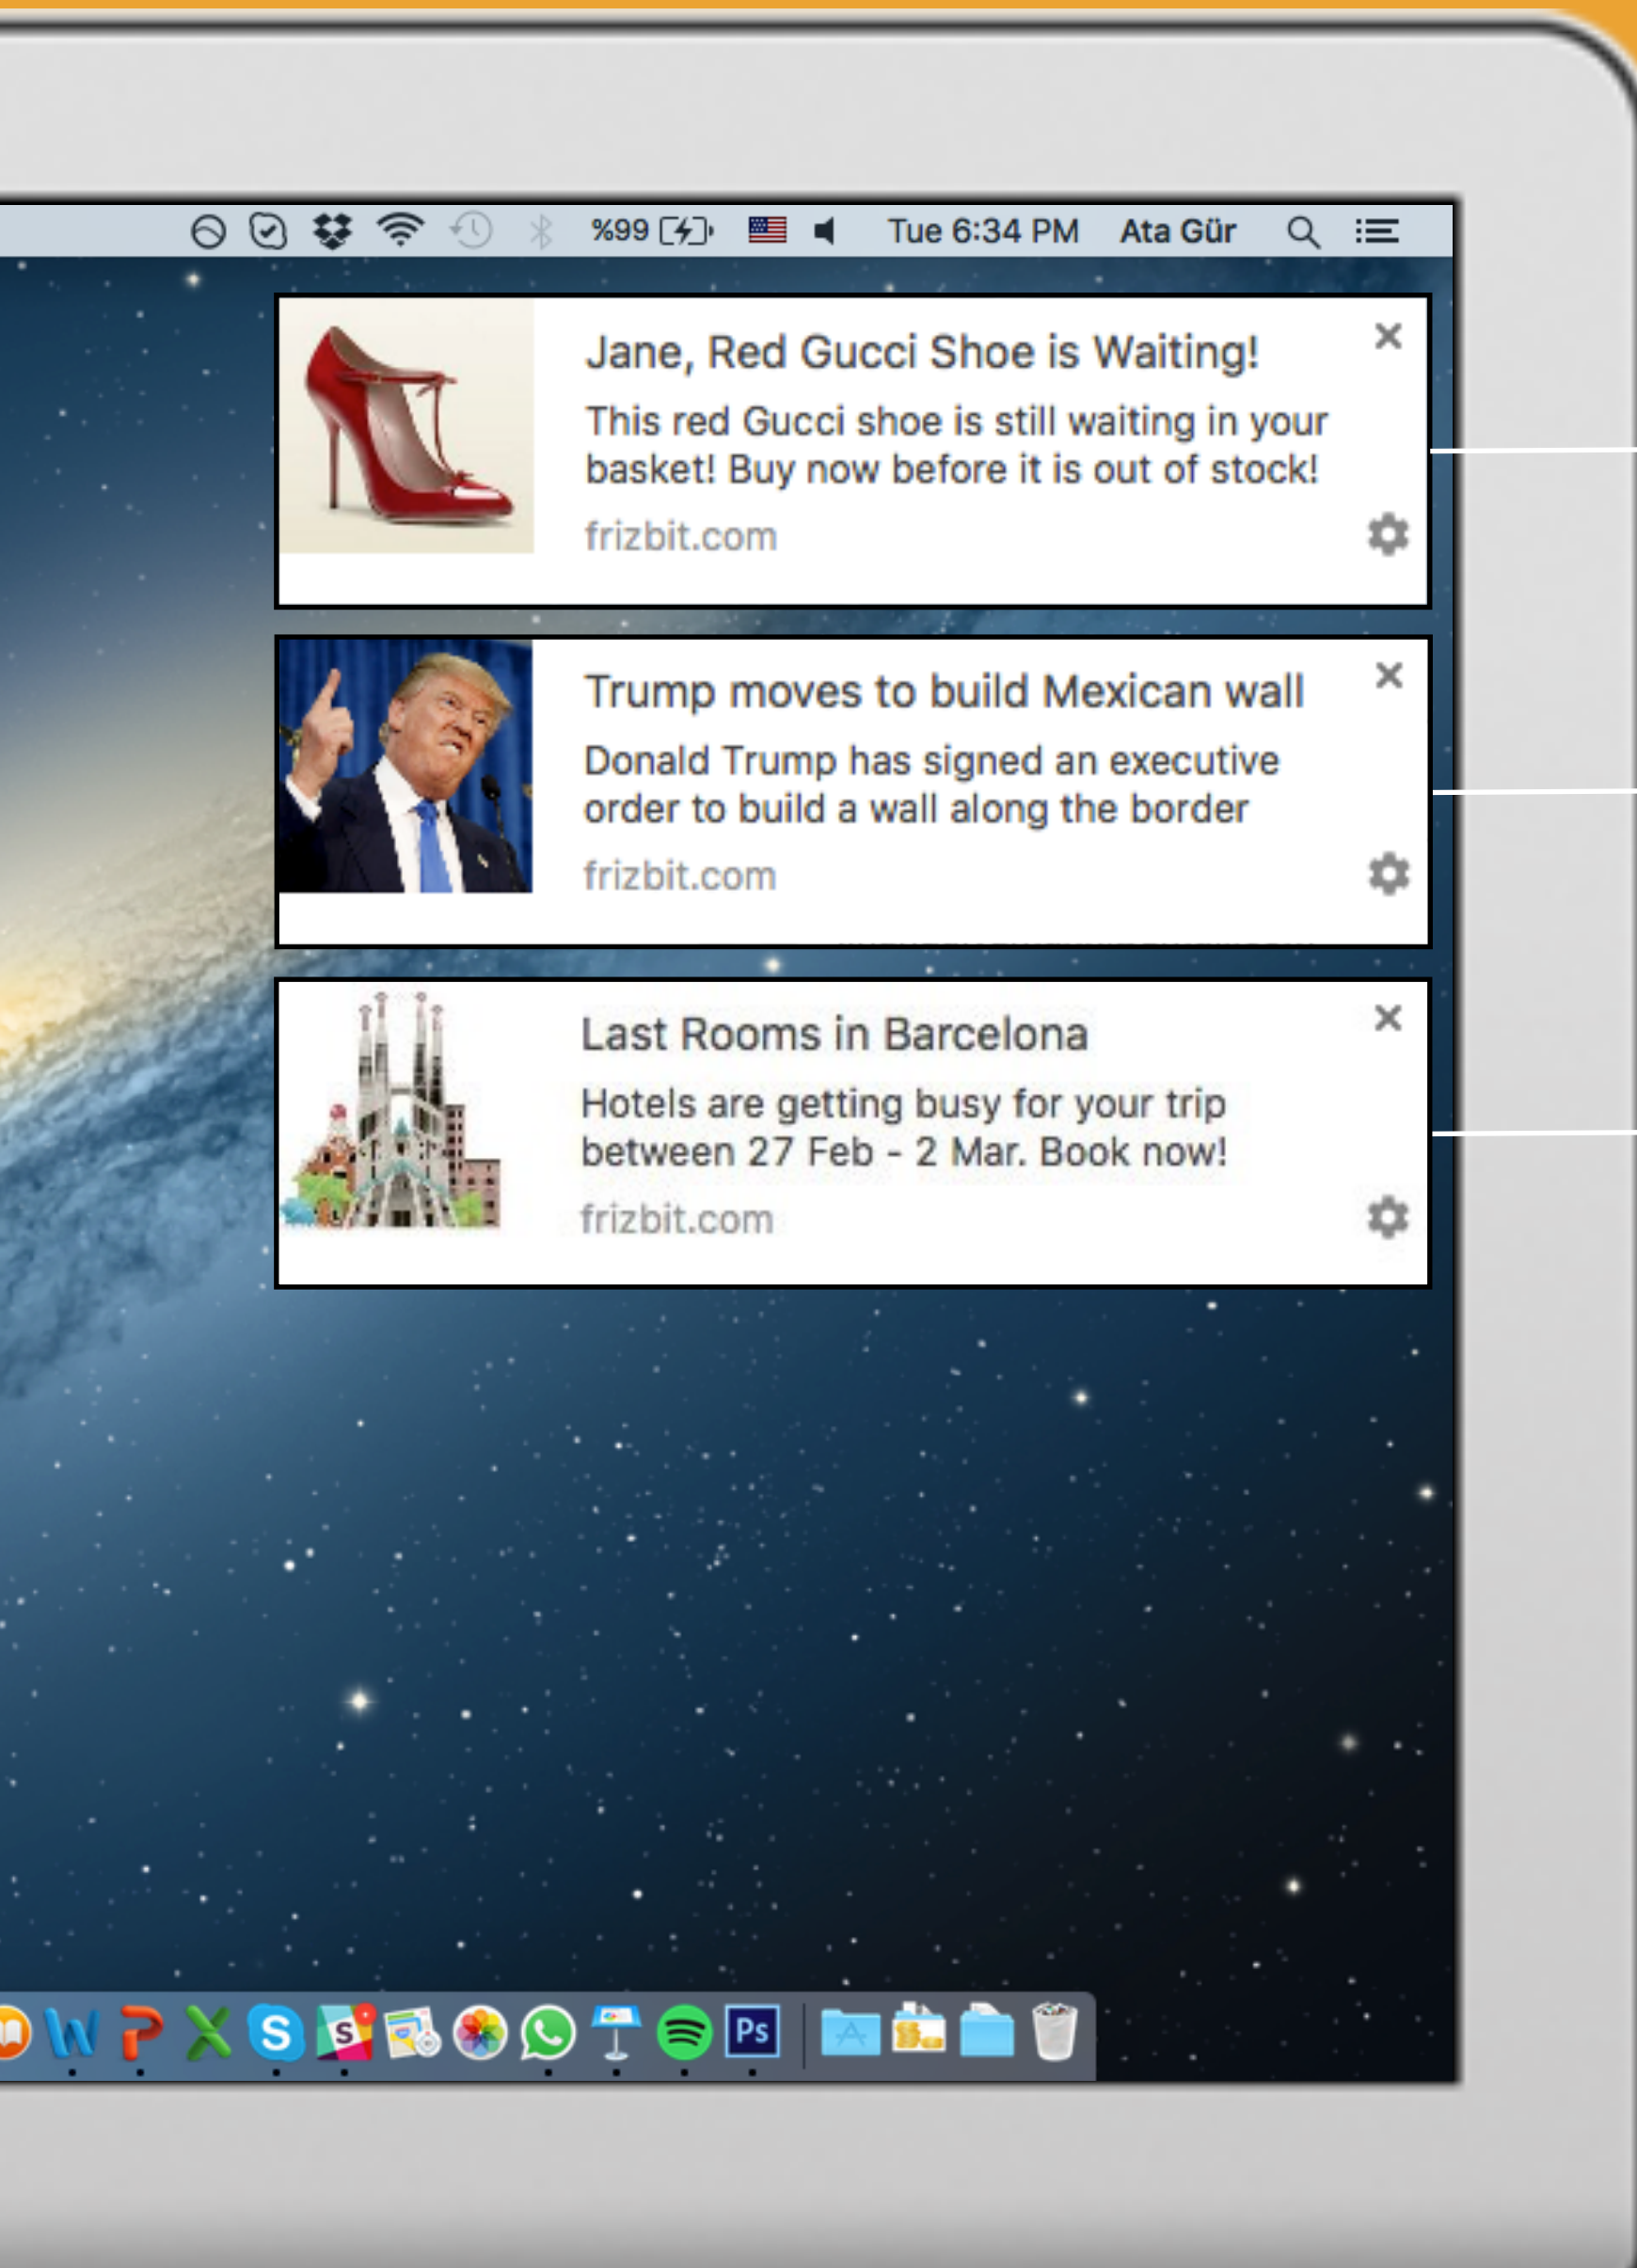 %99 Tue 6:34 PM Ata Gür
Jane, Red Gucci Shoe is Waiting!
This red Gucci shoe is still waiting in your
basket! Buy now before it is out of stock!
frizbit.com
Trump moves to build Mexican wall
Donald Trump has signed an executive
order to build a wall along the border
frizbit.com
Last Rooms in Barcelona
Hotels are getting busy for your trip
between 27 Feb - 2 Mar. Book now!
frizbit.com
W P X S S Ps